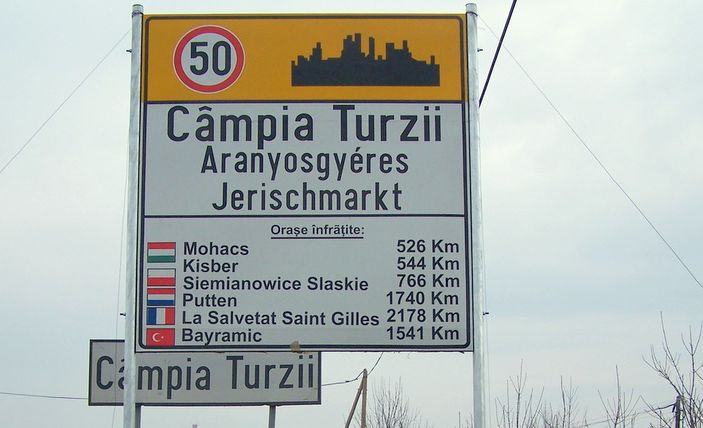 50
Câmpia Turzii
Aranyosgyéres
Jerischmarkt
Orașe înfrățite:
Mohacs 526 Km
Kisber 544 Km
Siemianowice Slaskie 766 Km
Putten 1740 Km
La Salvetat Saint Gilles 2178 Km
Bayramic 1541 Km
Câmpia Turzii